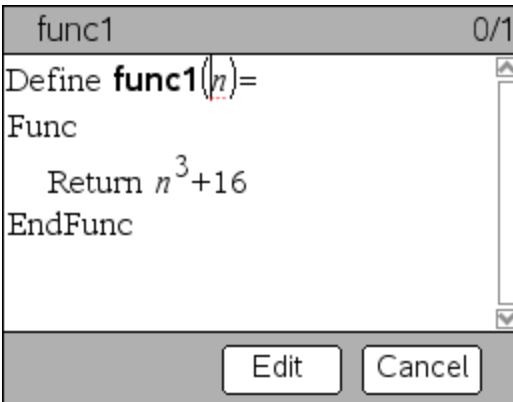 func1 0/1
Define func1(n)=
Func
Return n³+16
EndFunc
Edit Cancel